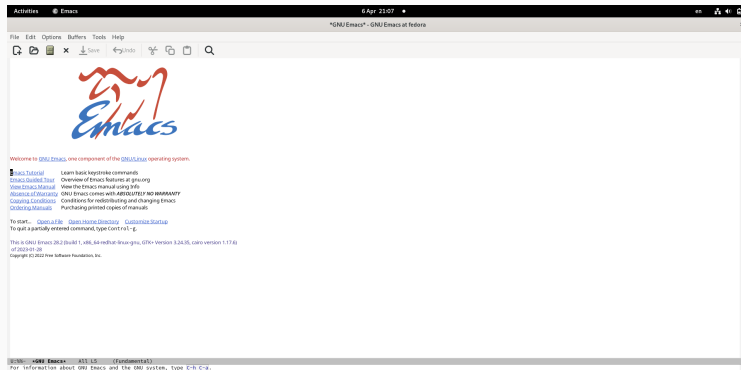 Activities Emacs 6 Apr 21:07 en
*GNU Emacs* - GNU Emacs at fedora
File Edit Options Buffers Tools Help
Save Undo
Emacs
Welcome to GNU Emacs, one component of the GNU/Linux operating system.
Emacs Tutorial Learn basic keystroke commands
Emacs Guided Tour Overview of Emacs features at gnu.org
View Emacs Manual View the Emacs manual using Info
Absence of Warranty GNU Emacs comes with ABSOLUTELY NO WARRANTY
Copying Conditions Conditions for redistributing and changing Emacs
Ordering Manuals Purchasing printed copies of manuals
To start... Open a File Open Home Directory Customize Startup
To quit a partially entered command, type Control-g.
This is GNU Emacs 28.2 (build 1, x86_64-redhat-linux-gnu, GTK+ Version 3.24.35, cairo version 1.17.6)
of 2023-01-28
Copyright (C) 2022 Free Software Foundation, Inc.
U:%%- *GNU Emacs* All L5 (Fundamental)
For information about GNU Emacs and the GNU system, type C-h C-a.